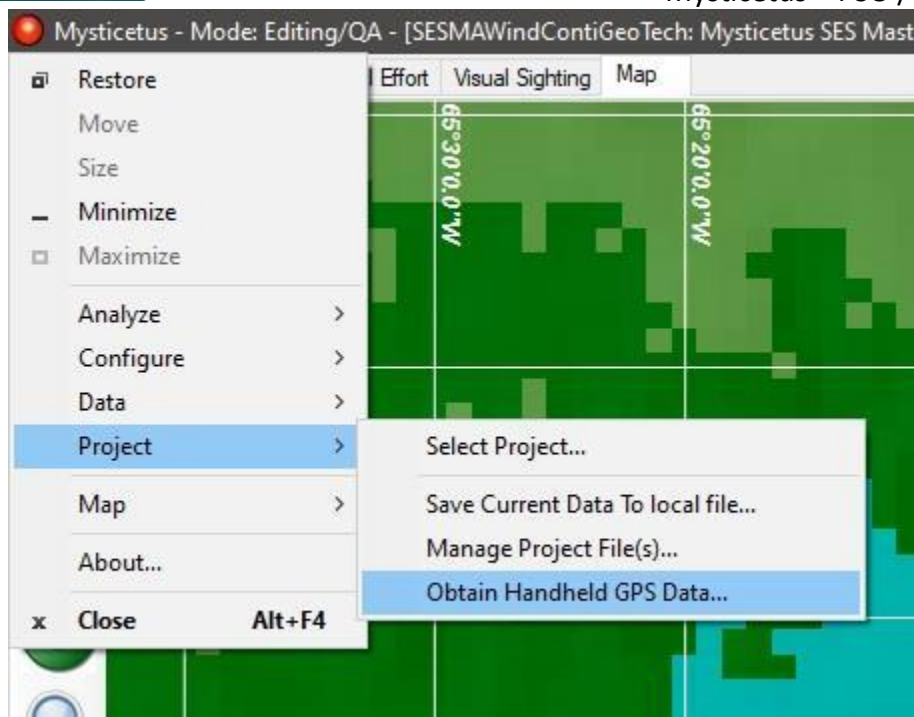 Mysticetus - Mode: Editing/QA - [SESMAWindContiGeoTech: Mysticetus SES Mast
Restore
Effort Visual Sighting Map
Move
Size
Minimize
Maximize
Analyze
Configure
Data
Project
Map
About...
Close Alt+F4
Select Project...
Save Current Data To local file...
Manage Project File(s)...
Obtain Handheld GPS Data...
65°30'0.0"W
65°20'0.0"W